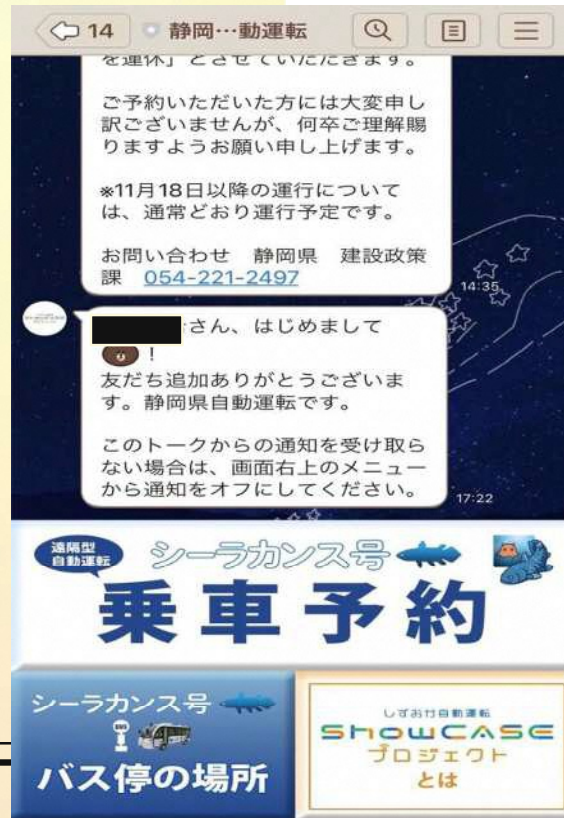 14 静岡…動運転
を運休」とさせていただきます。
ご予約いただいた方には大変申し
訳ございませんが、何卒ご理解賜
りますようお願い申し上げます。
※11月18日以降の運行について
は、通常どおり運行予定です。
お問い合わせ 静岡県 建設政策
課 054-221-2497
14:35
さん、はじめまして
！
友だち追加ありがとうございま
す。静岡県自動運転です。
このトークからの通知を受け取ら
ない場合は、画面右上のメニュー
から通知をオフにしてください。
17:22
遠隔型
自動運転
シーラカンス号
乗車予約
シーラカンス号
BUS
バス停の場所
しずおか自動運転
ShowCASE
プロジェクト
とは